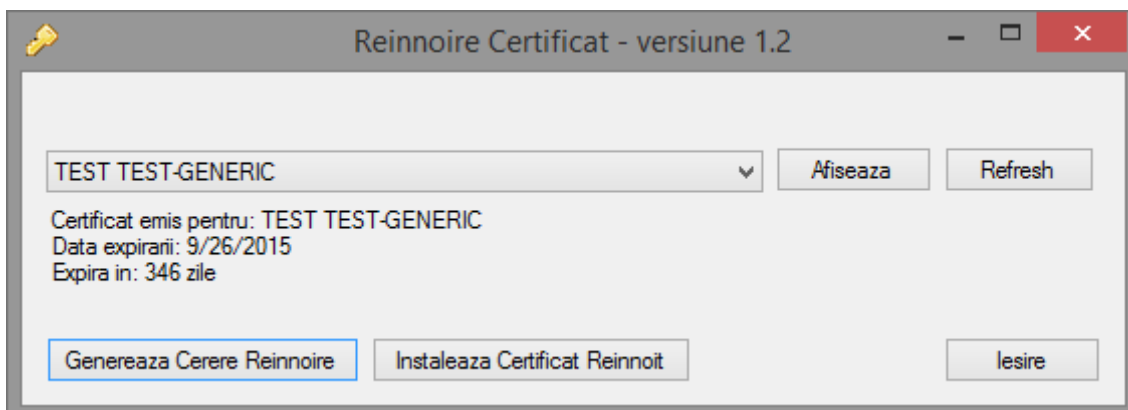 Reinnoire Certificat - versiune 1.2
TEST TEST-GENERIC Afiseaza Refresh
Certificat emis pentru: TEST TEST-GENERIC
Data expirarii: 9/26/2015
Expira in: 346 zile
Genereaza Cerere Reinnoire Instaleaza Certificat Reinnoit Iesire